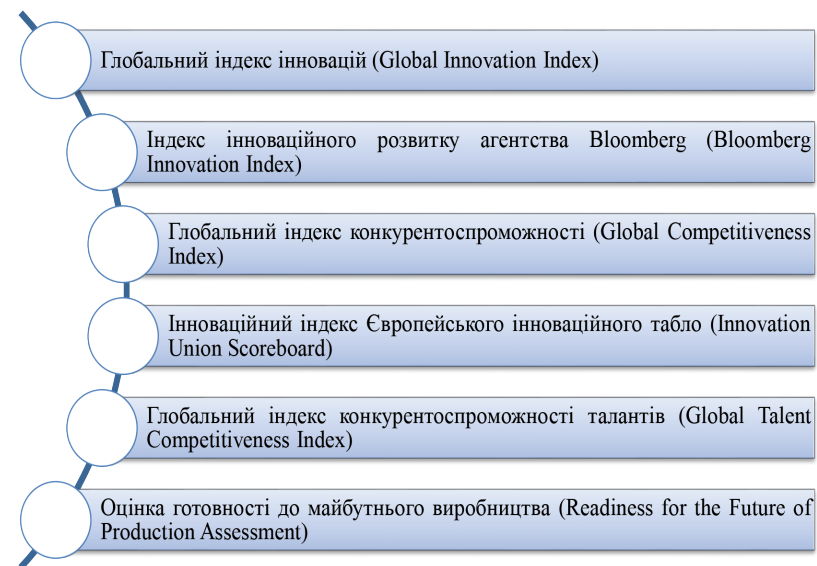 Глобальний індекс інновацій (Global Innovation Index)
Індекс інноваційного розвитку агентства Bloomberg (Bloomberg
Innovation Index)
Глобальний індекс конкурентоспроможності (Global Competitiveness
Index)
Інноваційний індекс Європейського інноваційного табло (Innovation
Union Scoreboard)
Глобальний індекс конкурентоспроможності талантів (Global Talent
Competitiveness Index)
Оцінка готовності до майбутнього виробництва (Readiness for the Future of
Production Assessment)